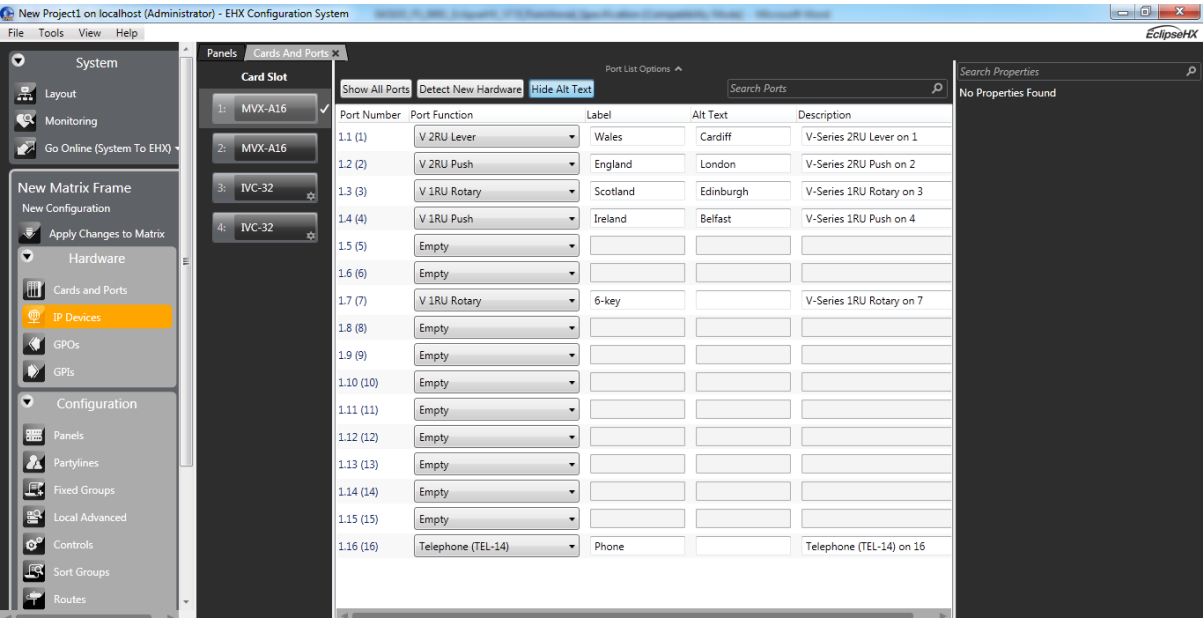 New Project1 on localhost (Administrator) - EHX Configuration System
File Tools View Help
EclipseHX
System
Layout
Monitoring
Go Online (System To EHX)
New Matrix Frame
New Configuration
Apply Changes to Matrix
Hardware
Cards and Ports
IP Devices
GPOs
GPIs
Configuration
Panels
Partylines
Fixed Groups
Local Advanced
Controls
Sort Groups
Routes
Panels Cards And Ports
Card Slot
1: MVX-A16
2: MVX-A16
3: IVC-32
4: IVC-32
Port List Options
Show All Ports Detect New Hardware Hide Alt Text Search Ports
Port Number Port Function Label Alt Text Description
1.1 (1) V 2RU Lever Wales Cardiff V-Series 2RU Lever on 1
1.2 (2) V 2RU Push England London V-Series 2RU Push on 2
1.3 (3) V 1RU Rotary Scotland Edinburgh V-Series 1RU Rotary on 3
1.4 (4) V 1RU Push Ireland Belfast V-Series 1RU Push on 4
1.5 (5) Empty
1.6 (6) Empty
1.7 (7) V 1RU Rotary 6-key V-Series 1RU Rotary on 7
1.8 (8) Empty
1.9 (9) Empty
1.10 (10) Empty
1.11 (11) Empty
1.12 (12) Empty
1.13 (13) Empty
1.14 (14) Empty
1.15 (15) Empty
1.16 (16) Telephone (TEL-14) Phone Telephone (TEL-14) on 16
Search Properties
No Properties Found